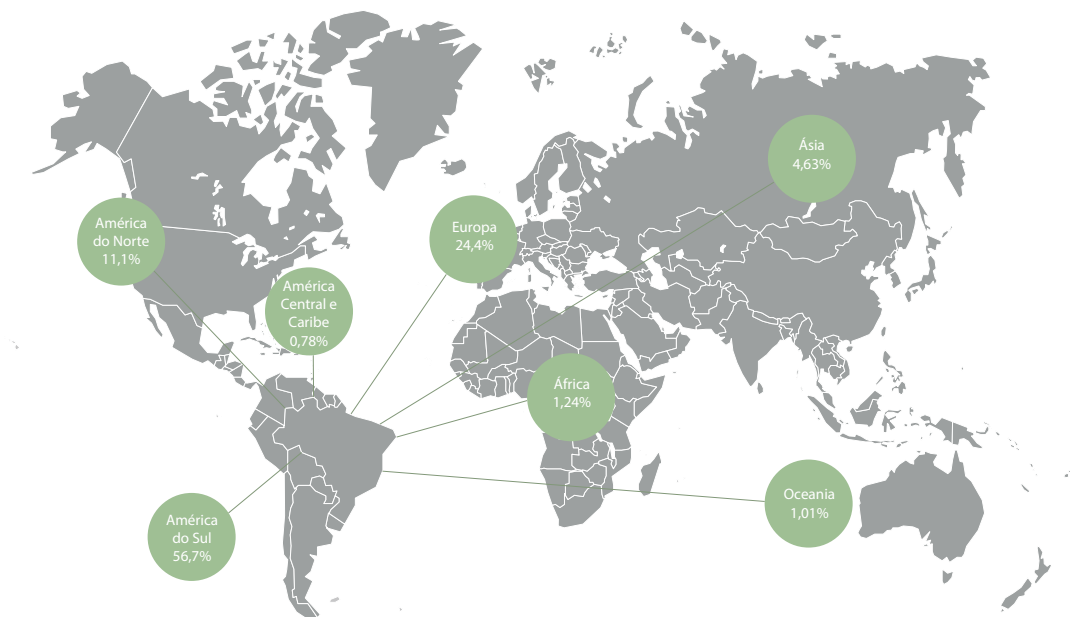 Ásia
4,63%
América
do Norte
11,1%
Europa
24,4%
América
Central e
Caribe
0,78%
África
1,24%
América
do Sul
56,7%
Oceania
1,01%